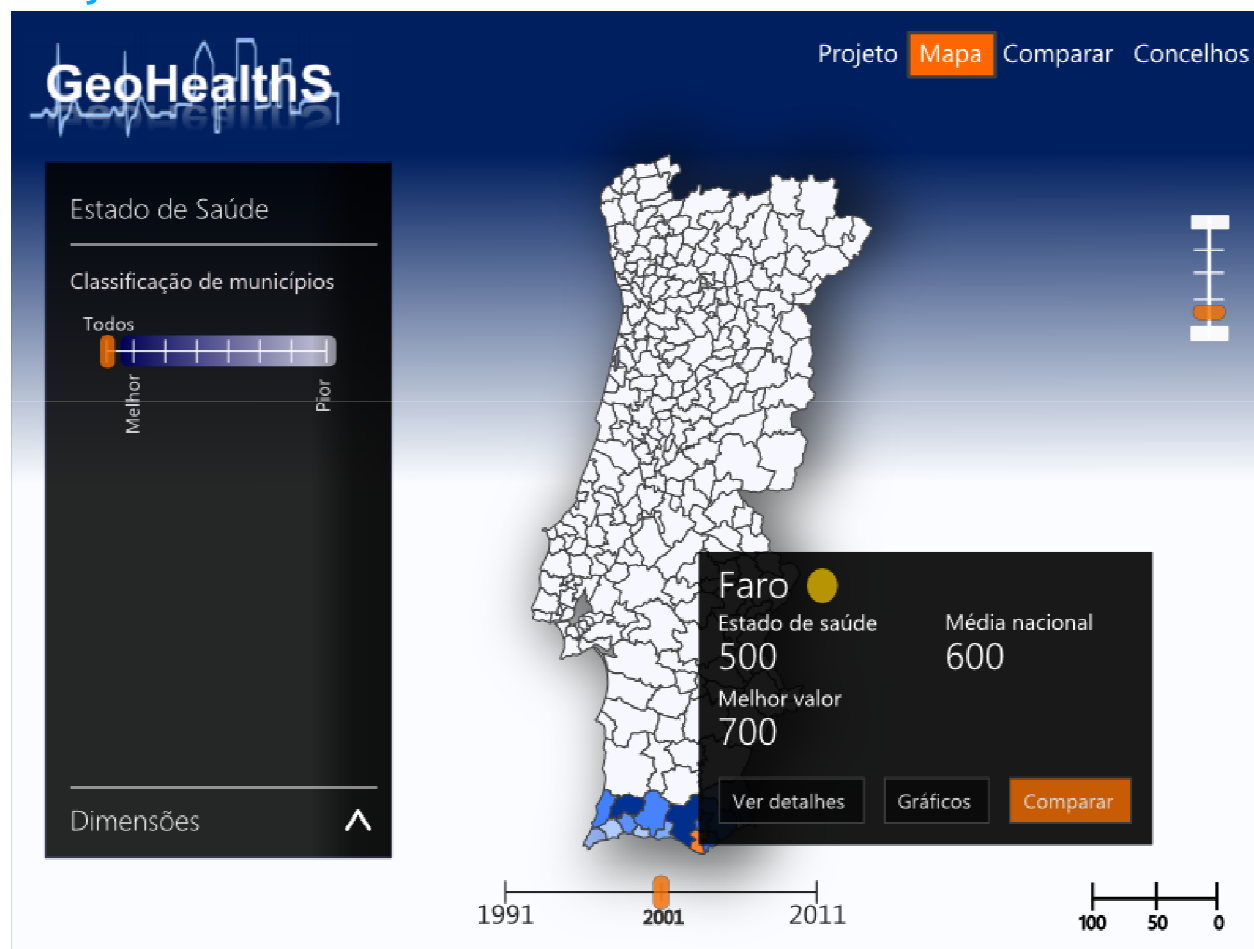 GeoHealthS
Projeto Mapa Comparar Concelhos
Estado de Saúde
Classificação de municípios
Todos
Melhor
Pior
Dimensões
Faro
Estado de saúde
500
Média nacional
600
Melhor valor
700
Ver detalhes
Gráficos
Comparar
1991
2001
2011
100
50
0